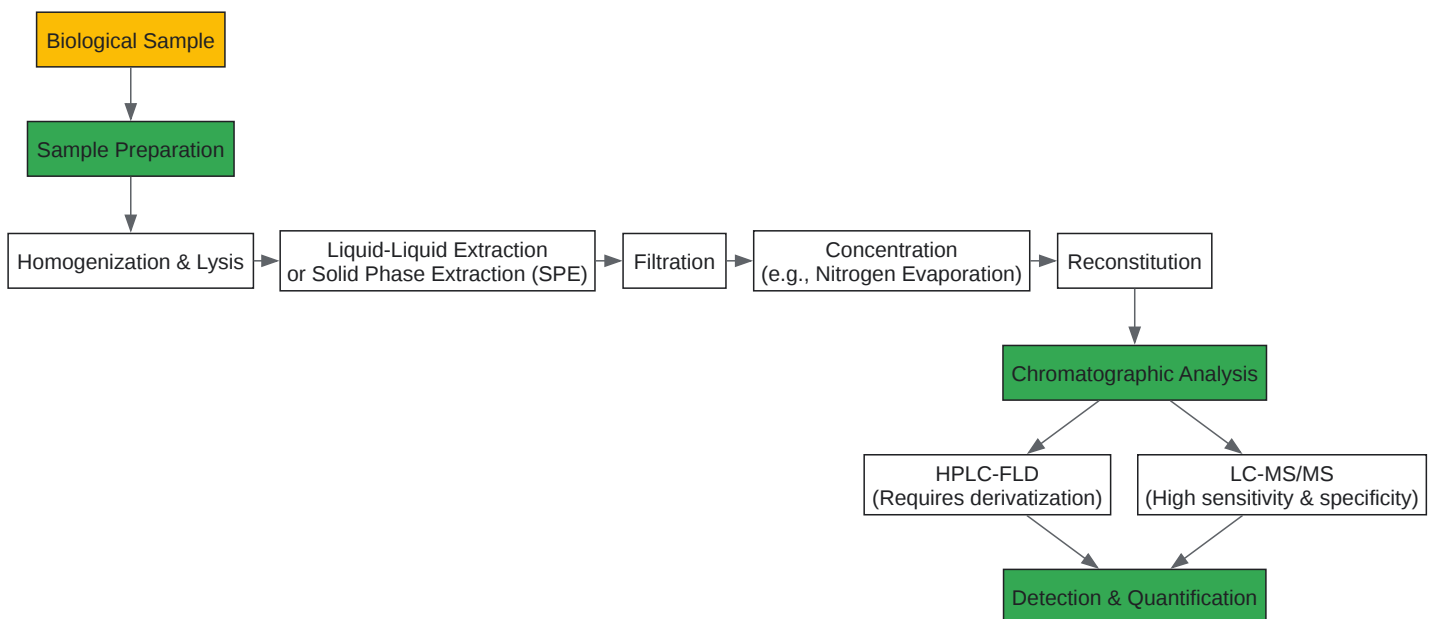 Biological Sample
Sample Preparation
Homogenization & Lysis
Liquid-Liquid Extraction
or Solid Phase Extraction (SPE)
Filtration
Concentration
(e.g., Nitrogen Evaporation)
Reconstitution
Chromatographic Analysis
HPLC-FLD
(Requires derivatization)
LC-MS/MS
(High sensitivity & specificity)
Detection & Quantification